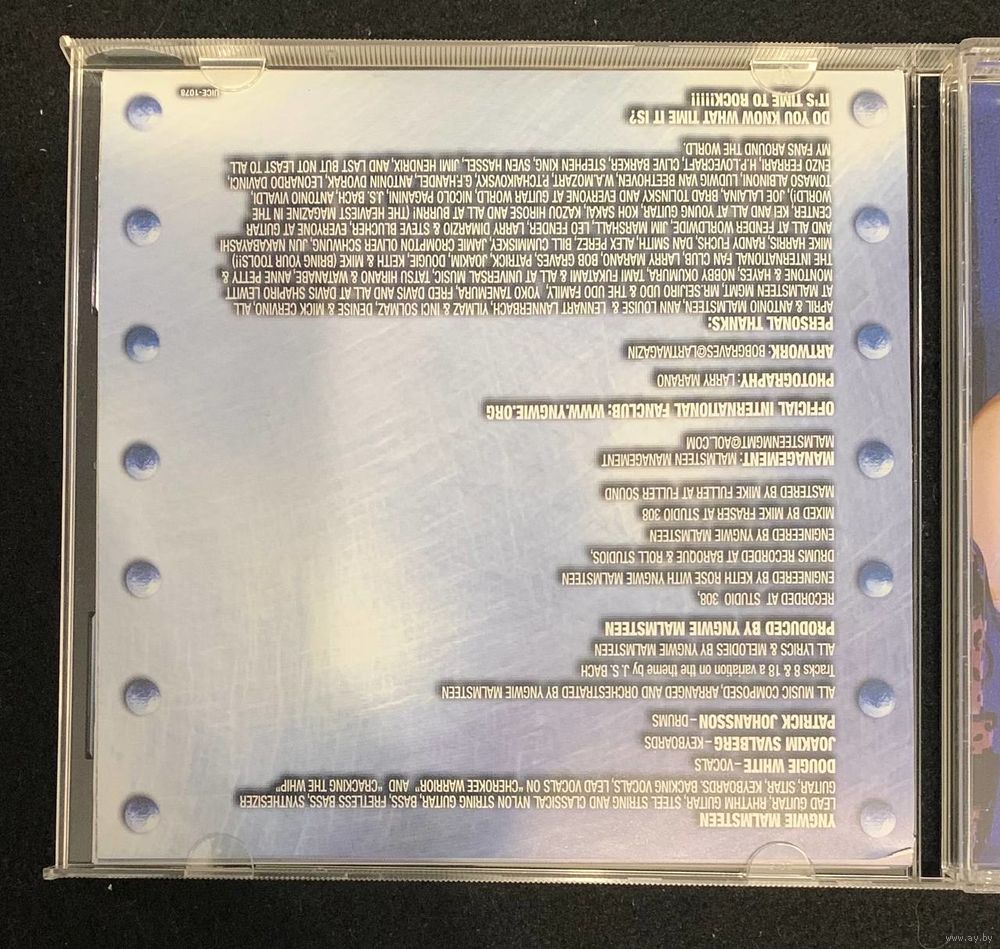 YNGWIE MALMSTEEN
LEAD GUITAR, RHYTHM GUITAR, STEEL STRING AND CLASSICAL NYLON STRING GUITAR, BASS, FRETLESS BASS, SYNTHESIZER
GUITAR, SITAR, KEYBOARDS, BACKING VOCALS, LEAD VOCALS ON "CHEROKEE WARRIOR" AND "CRACKING THE WHIP"
DOUGIE WHITE-VOCALS
JOAKIM SVALBERG-KEYBOARDS
PATRICK JOHANSSON-DRUMS
ALL MUSIC COMPOSED, ARRANGED AND ORCHESTRATED BY YNGWIE MALMSTEEN
Tracks 8 & 18 a variation on the theme by J. S. BACH
ALL LYRICS & MELODIES BY YNGWIE MALMSTEEN
PRODUCED BY YNGWIE MALMSTEEN
RECORDED AT STUDIO 308,
ENGINEERED BY KEITH ROSE WITH YNGWIE MALMSTEEN
DRUMS RECORDED AT BAROQUE & ROLL STUDIOS,
ENGINEERED BY YNGWIE MALMSTEEN
MIXED BY MIKE FRASER AT STUDIO 308
MASTERED BY MIKE FULLER AT FULLER SOUND
MANAGEMENT: MALMSTEEN MANAGEMENT
MALMSTEENMGMT@AOL.COM
OFFICIAL INTERNATIONAL FANCLUB: WWW.YNGWIE.ORG
PHOTOGRAPHY: LARRY MARANO
ARTWORK: BOBGRAVES@LARTMAGAZIN
PERSONAL THANKS:
APRIL & ANTONIO MALMSTEEN, ANN LOUISE & LENNART LANNERBACH, YILMAZ & INCI SOLMAZ, DENISE & MICK CERVINO, ALL
AT MALMSTEEN MGMT, MR.SEIJIRO UDO & THE UDO FAMILY, YOKO TANEMURA, FRED DAVIS AND ALL AT DAVIS SHAPIRO LEWITT
MONTONE & HAYES, NOBBY OKUMURA, TAMI FUKATAMI & ALL AT UNIVERSAL MUSIC, TATSU HIRANO & WATANABE, ANNE PETTY &
THE INTERNATIONAL FAN CLUB, LARRY MARANO, BOB GRAVES, PATRICK, JOAKIM, DOUGIE, KEITH & MIKE (BRING YOUR TOOLS!!)
MIKE HARRIS, RANDY FUCHS, DAN SMITH, ALEX PEREZ, BILL CUMMISKEY, JAMIE CROMPTON OLIVER SCHWUNG, JUN NAKABAYASHI
AND ALL AT FENDER WORLDWIDE, JIM MARSHALL, LEO FENDER, LARRY DIMARZIO & STEVE BLUCHER, EVERYONE AT GUITAR
CENTER, KEI AND ALL AT YOUNG GUITAR, KOH SAKAI, KAZOU HIROSE AND ALL AT BURRN! (THE HEAVIEST MAGAZINE IN THE
WORLD!!), JOE LALAINA, BRAD TOLINSKY AND EVERYONE AT GUITAR WORLD, NICOLO PAGANINI, J.S. BACH, ANTONIO VIVALDI,
TOMASO ALBINONI, LUDWIG VAN BEETHOVEN, W.A.MOZART, P.TCHAIKOVSKY, G.F.HANDEL, ANTONIN DVORAK, LEONARDO DAVINCI,
ENZO FERRARI, H.P.LOVECRAFT, CLIVE BARKER, STEPHEN KING, SVEN HASSEL, JIMI HENDRIX, AND LAST BUT NOT LEAST TO ALL
MY FANS AROUND THE WORLD.
DO YOU KNOW WHAT TIME IT IS?
IT'S TIME TO ROCK!!!!!
UICE-1078
www.ay.by